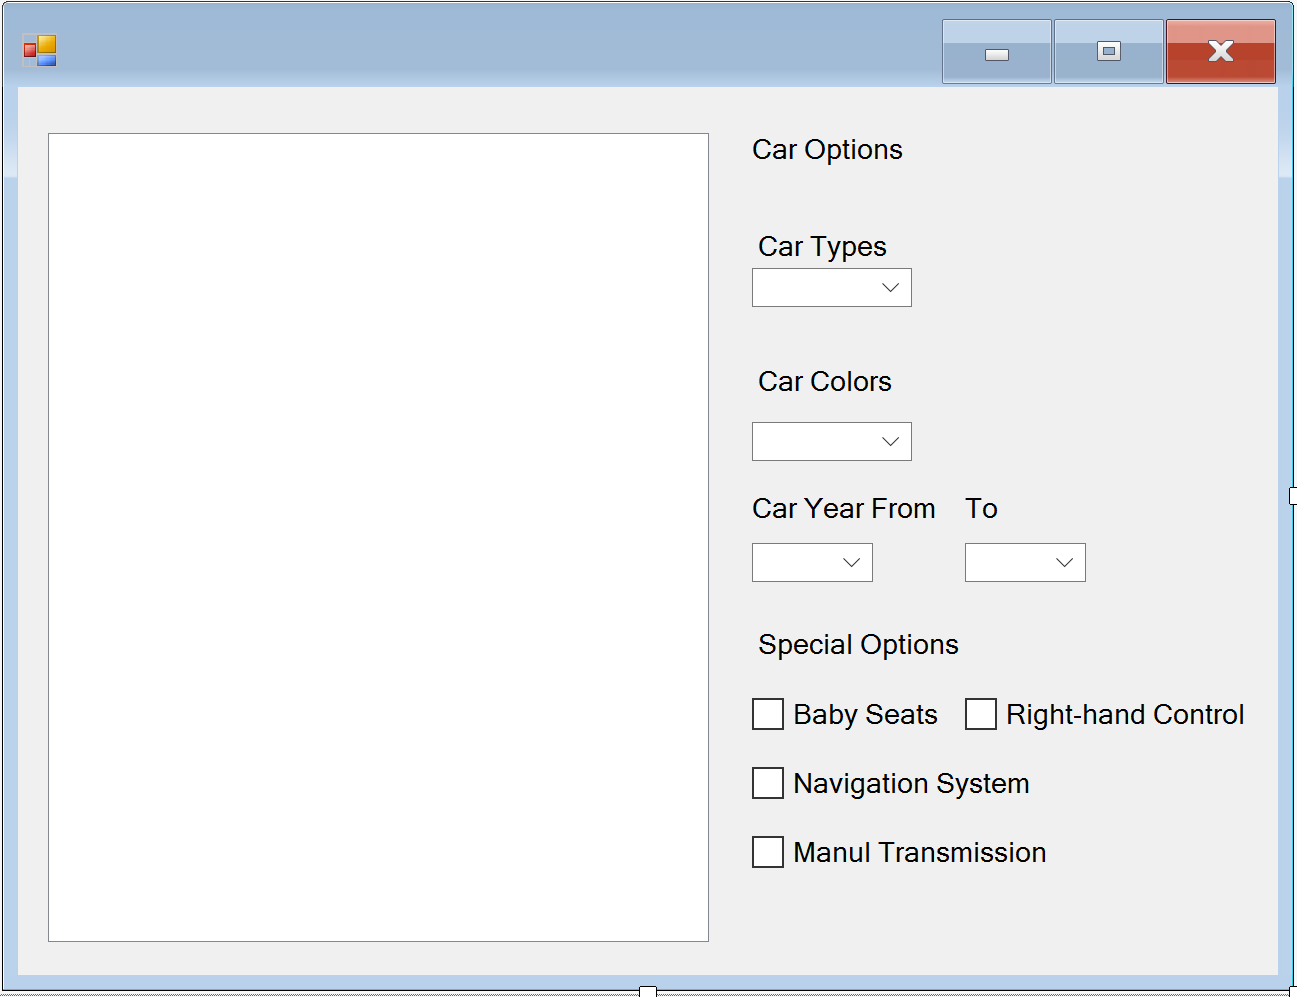 Car Options
Car Types
Car Colors
Car Year From To
Special Options
Baby Seats Right-hand Control
Navigation System
Manul Transmission